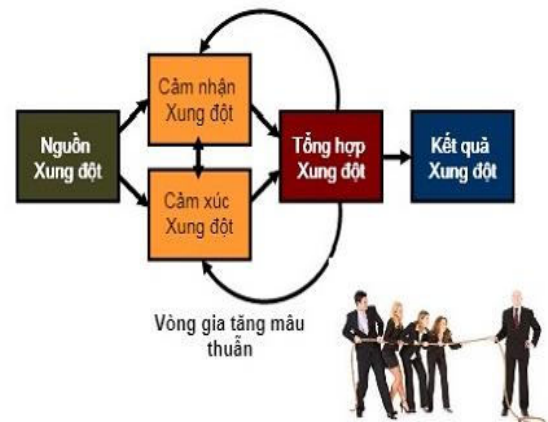 Cảm nhận
Xung đột
Nguồn
Xung đột
Tổng hợp
Xung đột
Kết quả
Xung đột
Cảm xúc
Xung đột
Vòng gia tăng mâu
thuẫn